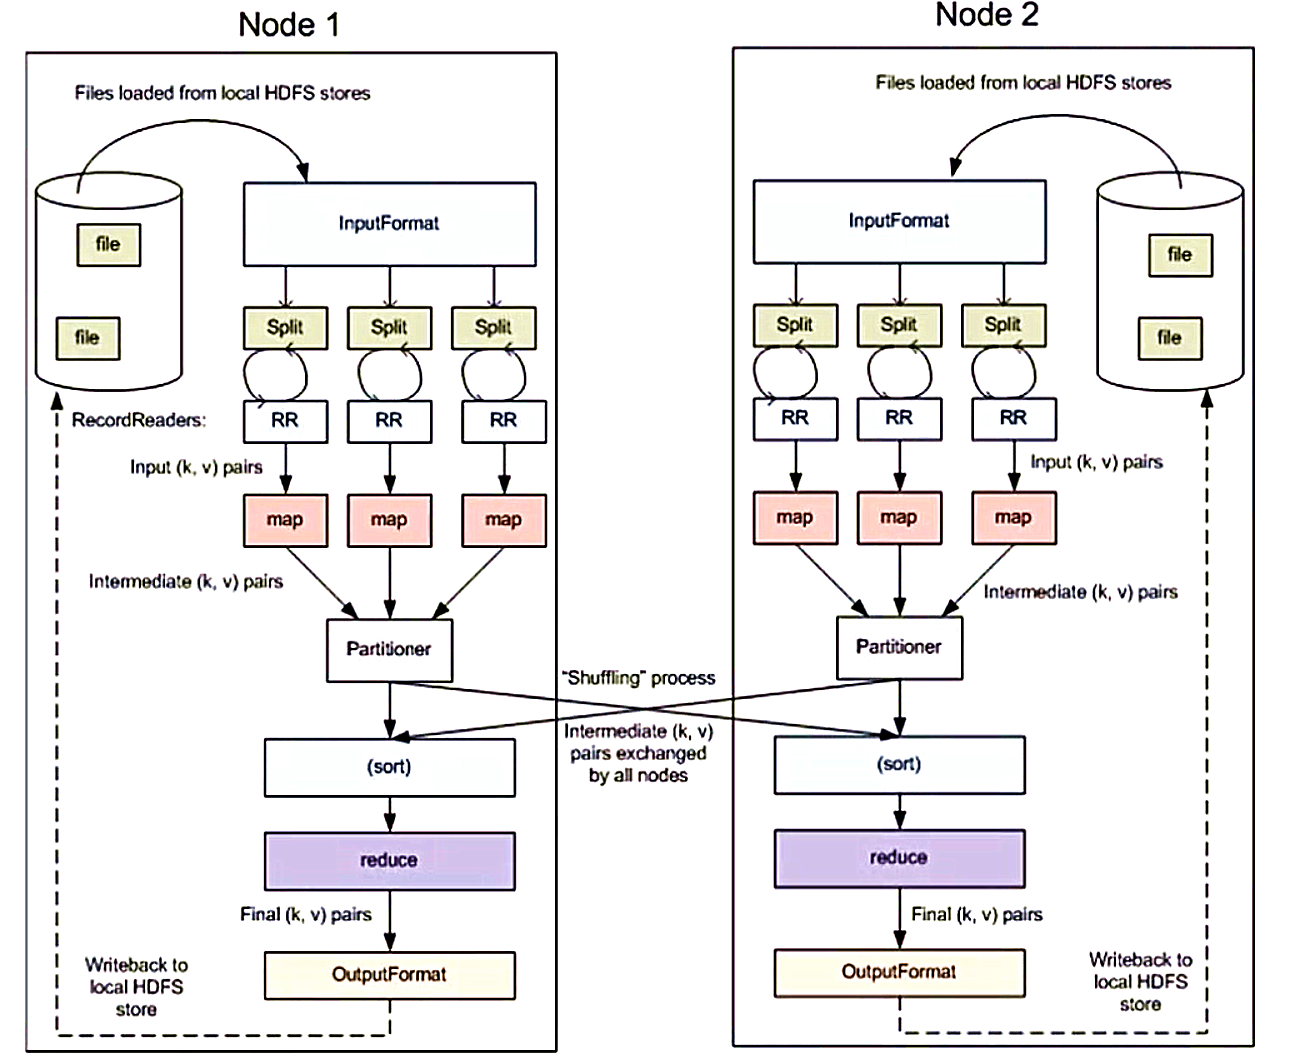 Node 1
Files loaded from local HDFS stores
InputFormat
file
file
Split
Split
Split
RecordReaders:
RR
RR
RR
Input (k, v) pairs
map
map
map
Intermediate (k, v) pairs
Partitioner
(sort)
reduce
Final (k, v) pairs
OutputFormat
Writeback to
local HDFS
store
"Shuffling" process
Intermediate (k, v)
pairs exchanged
by all nodes
Node 2
Files loaded from local HDFS stores
InputFormat
file
file
Split
Split
Split
RR
RR
RR
Input (k, v) pairs
map
map
map
Intermediate (k, v) pairs
Partitioner
(sort)
reduce
Final (k, v) pairs
OutputFormat
Writeback to
local HDFS
store